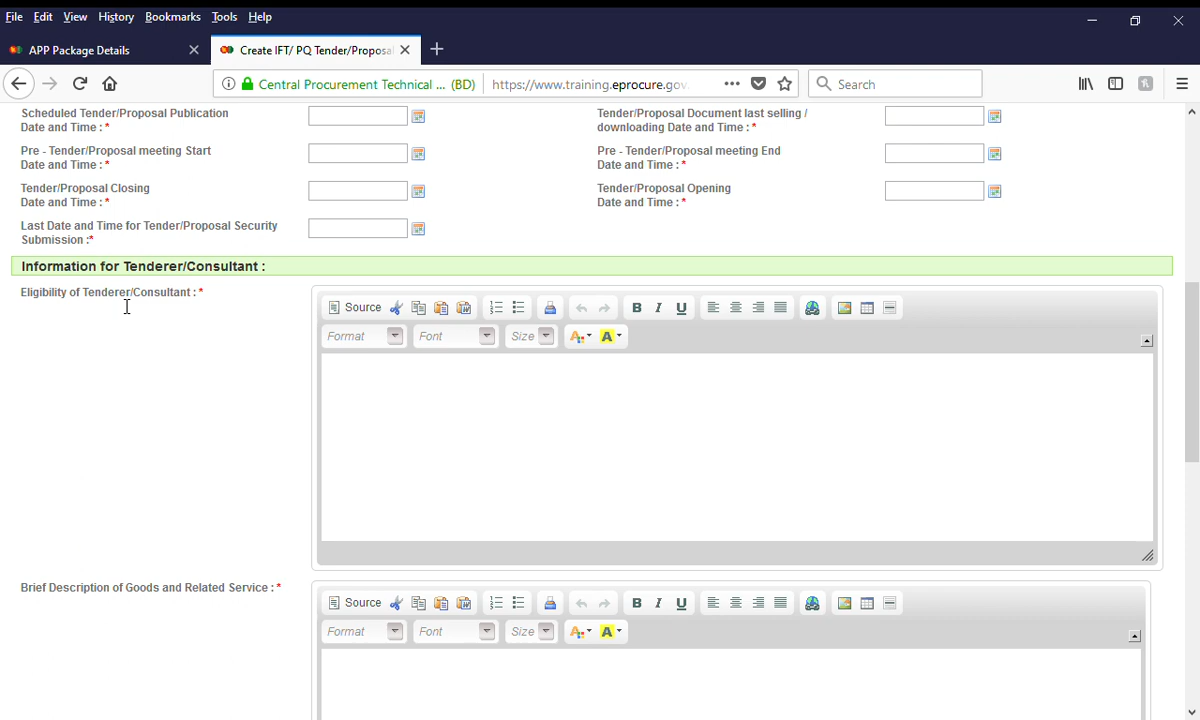 File Edit View History Bookmarks Tools Help
APP Package Details
Create IFT/ PQ Tender/Proposal
Central Procurement Technical ... (BD) https://www.training.eprocure.gov. Search
Scheduled Tender/Proposal Publication Date and Time : *
Tender/Proposal Document last selling / downloading Date and Time : *
Pre - Tender/Proposal meeting Start Date and Time : *
Pre - Tender/Proposal meeting End Date and Time : *
Tender/Proposal Closing Date and Time : *
Tender/Proposal Opening Date and Time : *
Last Date and Time for Tender/Proposal Security Submission :*
Information for Tenderer/Consultant :
Eligibility of Tenderer/Consultant : *
Source B I U
Format Font Size A A
Brief Description of Goods and Related Service : *
Source B I U
Format Font Size A A